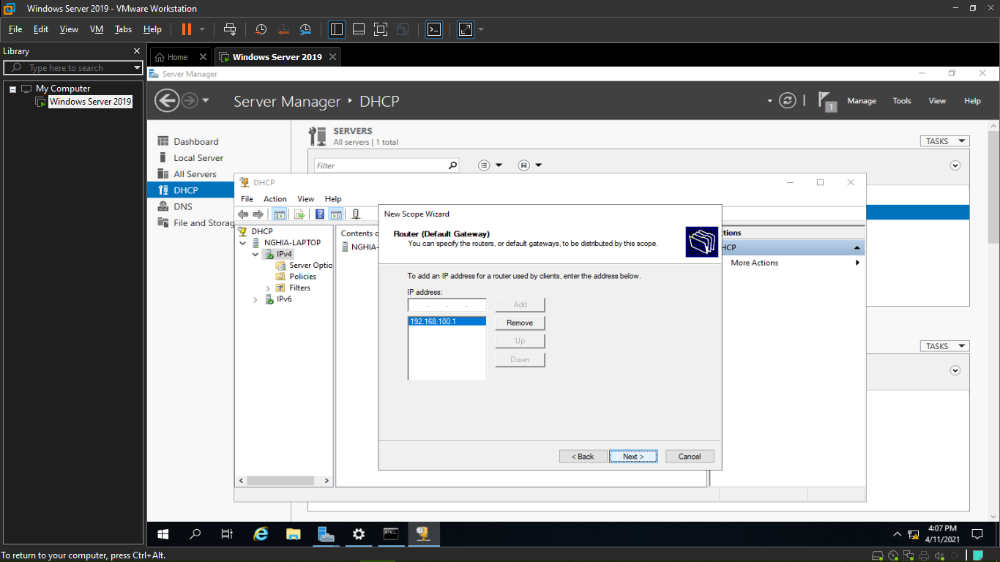 Windows Server 2019 - VMware Workstation
File Edit View VM Tabs Help
Library
Type here to search
My Computer
Windows Server 2019
Home
Windows Server 2019
Server Manager
Server Manager DHCP
1
Manage Tools View Help
Dashboard
Local Server
All Servers
DHCP
DNS
File and Storag
SERVERS
All servers | 1 total
TASKS
Filter
DHCP
File Action View Help
DHCP
NGHIA-LAPTOP
IPv4
Server Optio
Policies
Filters
IPv6
Contents o
NGHIA-
New Scope Wizard
Router (Default Gateway)
You can specify the routers, or default gateways, to be distributed by this scope.
To add an IP address for a router used by clients, enter the address below.
IP address:
. . .
Add
192.168.100.1
Remove
Up
Down
< Back
Next >
Cancel
tions
HCP
More Actions
TASKS
4:07 PM
4/11/2021
To return to your computer, press Ctrl+Alt.